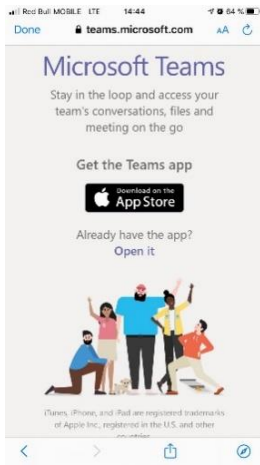 Red Bull MOBILE LTE 14:44 64 %
Done teams.microsoft.com AA
Microsoft Teams
Stay in the loop and access your
team's conversations, files and
meeting on the go
Get the Teams app
Download on the
App Store
Already have the app?
Open it
iTunes, iPhone, and iPad are registered trademarks
of Apple Inc., registered in the U.S. and other
countries